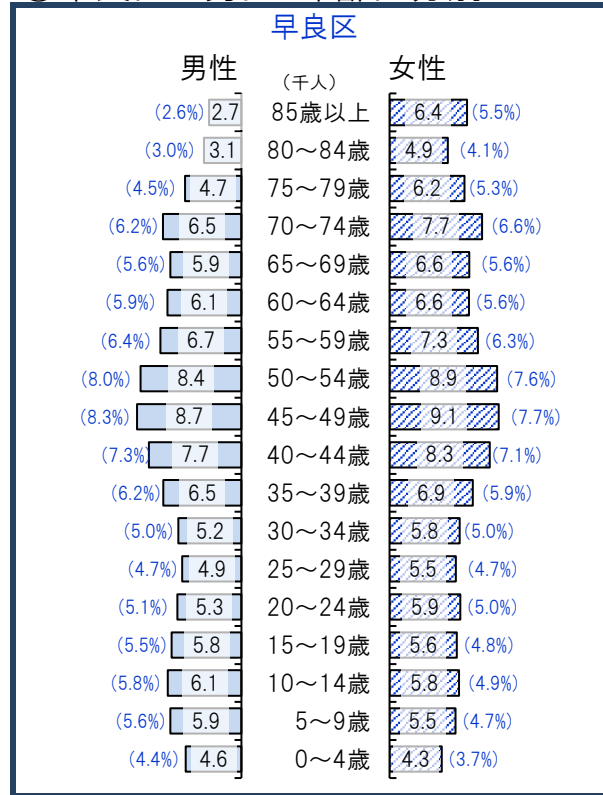 早良区
男性 (千人) 女性
(2.6%) 2.7 85歳以上 6.4 (5.5%)
(3.0%) 3.1 80～84歳 4.9 (4.1%)
(4.5%) 4.7 75～79歳 6.2 (5.3%)
(6.2%) 6.5 70～74歳 7.7 (6.6%)
(5.6%) 5.9 65～69歳 6.6 (5.6%)
(5.9%) 6.1 60～64歳 6.6 (5.6%)
(6.4%) 6.7 55～59歳 7.3 (6.3%)
(8.0%) 8.4 50～54歳 8.9 (7.6%)
(8.3%) 8.7 45～49歳 9.1 (7.7%)
(7.3%) 7.7 40～44歳 8.3 (7.1%)
(6.2%) 6.5 35～39歳 6.9 (5.9%)
(5.0%) 5.2 30～34歳 5.8 (5.0%)
(4.7%) 4.9 25～29歳 5.5 (4.7%)
(5.1%) 5.3 20～24歳 5.9 (5.0%)
(5.5%) 5.8 15～19歳 5.6 (4.8%)
(5.8%) 6.1 10～14歳 5.8 (4.9%)
(5.6%) 5.9 5～9歳 5.5 (4.7%)
(4.4%) 4.6 0～4歳 4.3 (3.7%)